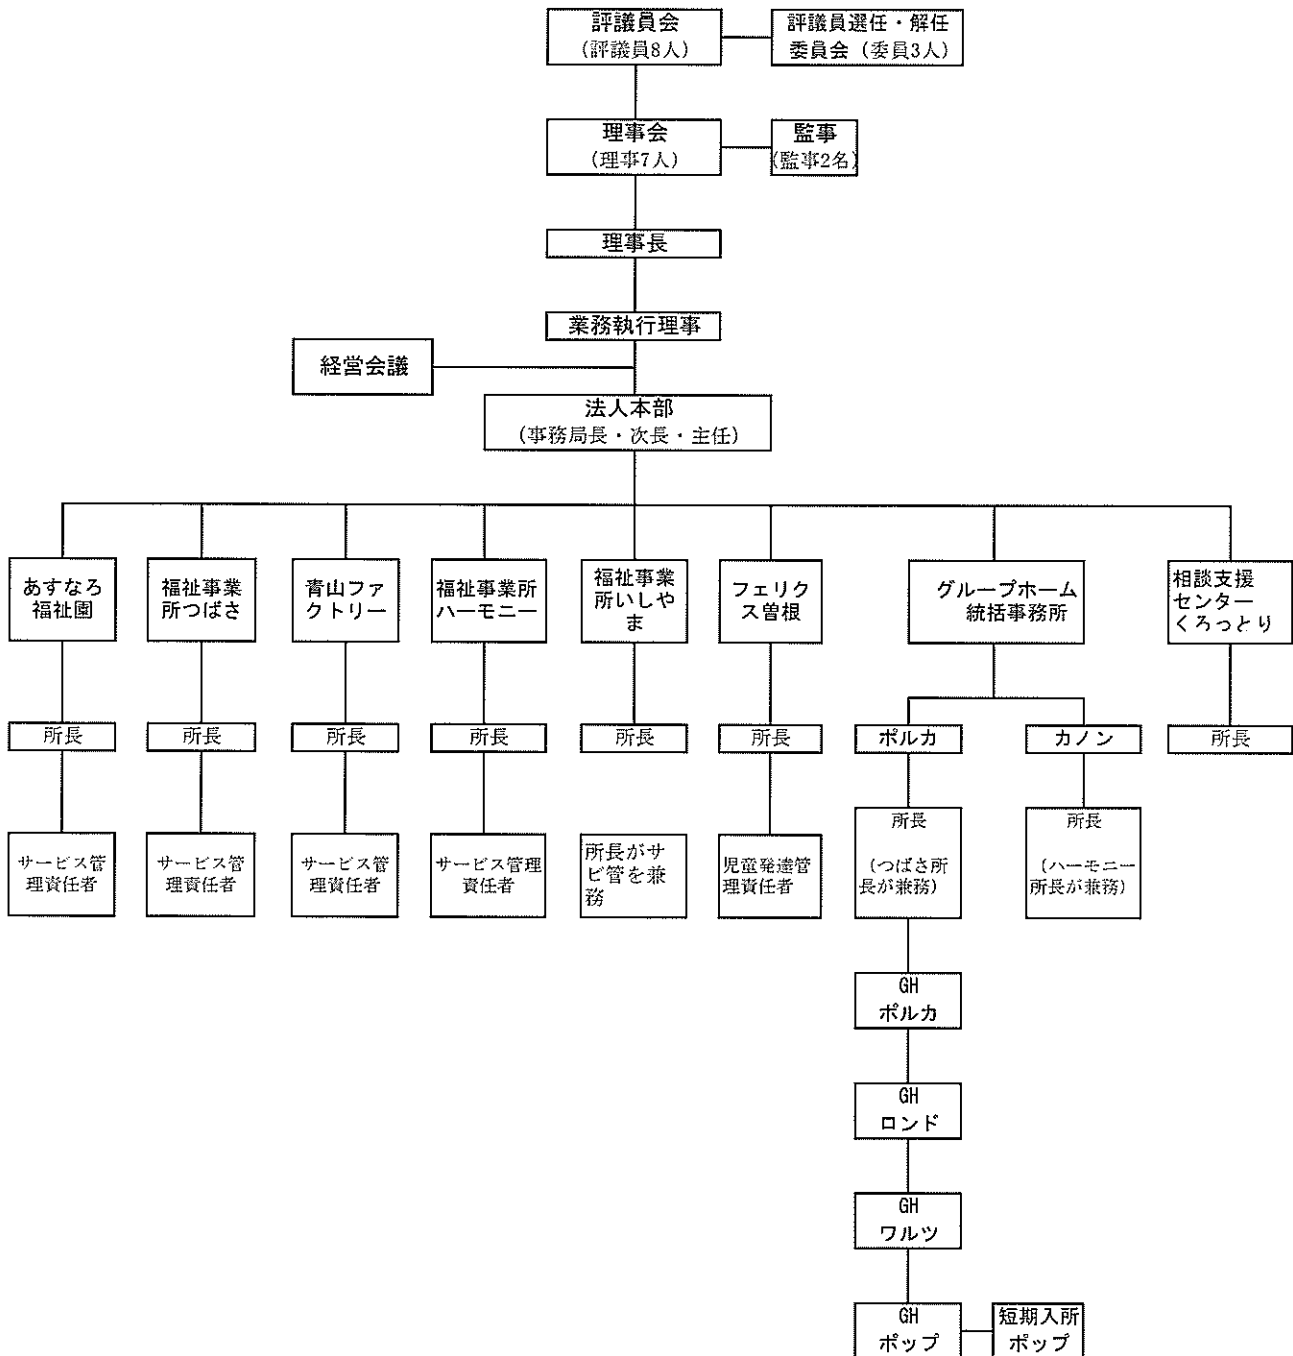 評議員会
(評議員8人)
評議員選任・解任
委員会（委員3人）
理事会
(理事7人)
監事
(監事2名)
理事長
業務執行理事
経営会議
法人本部
(事務局長・次長・主任)
あすなろ
福祉園
福祉事業
所つばさ
青山ファ
クトリー
福祉事業所
ハーモニー
福祉事業
所いしや
ま
フェリク
ス曽根
グループホーム
統括事務所
相談支援
センター
くろっとり
所長
所長
所長
所長
所長
所長
ポルカ
カノン
所長
サービス管
理責任者
サービス管
理責任者
サービス管
理責任者
サービス管理
責任者
所長がサ
ビ管を兼
務
児童発達管
理責任者
所長
(つばさ所
長が兼務)
所長
(ハーモニー
所長が兼務)
GH
ポルカ
GH
ロンド
GH
ワルツ
GH
ポップ
短期入所
ポップ